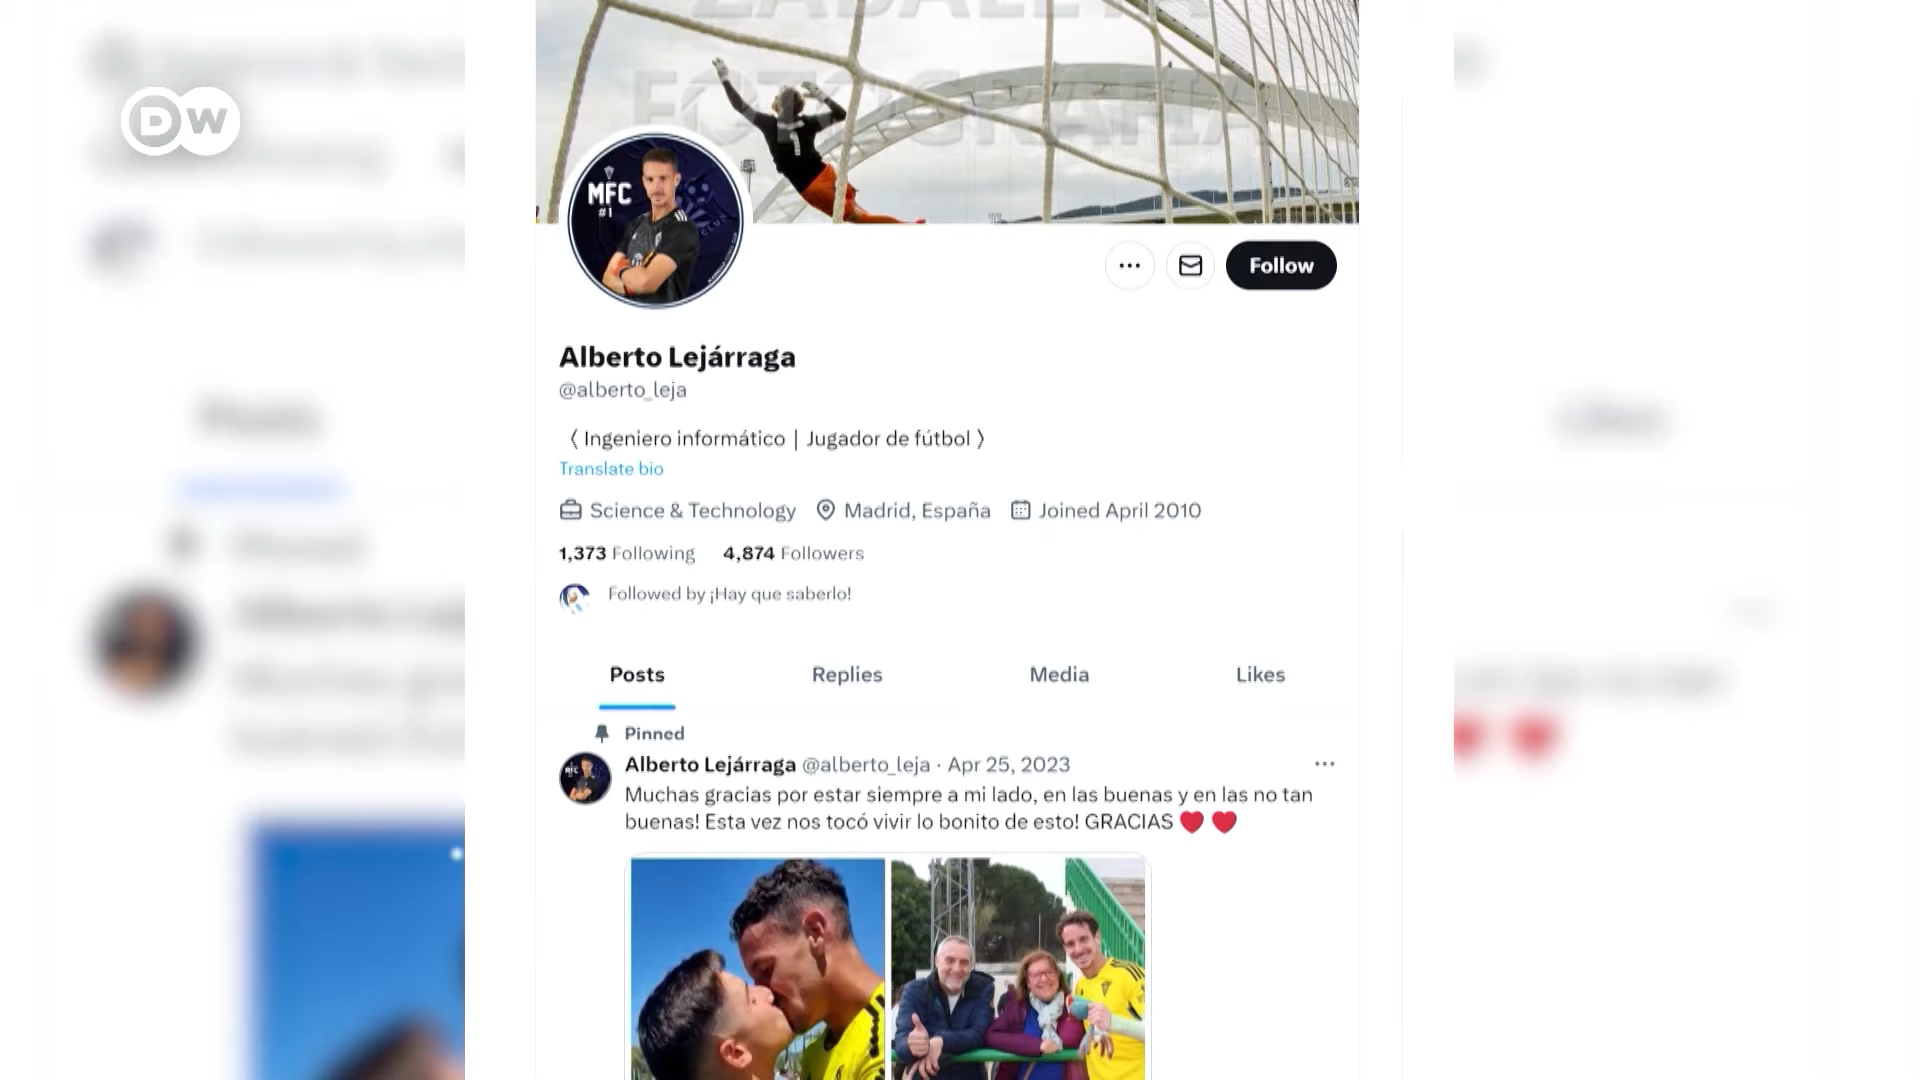 ZABALETA
FOTOGRAFIA
DW
1
MFC
#1
Follow
Alberto Lejárraga
@alberto_leja
〈 Ingeniero informático | Jugador de fútbol 〉
Translate bio
Science & Technology Madrid, España Joined April 2010
1,373 Following 4,874 Followers
Followed by ¡Hay que saberlo!
Posts Replies Media Likes
Pinned
Alberto Lejárraga @alberto_leja · Apr 25, 2023
Muchas gracias por estar siempre a mi lado, en las buenas y en las no tan
buenas! Esta vez nos tocó vivir lo bonito de esto! GRACIAS ❤️ ❤️